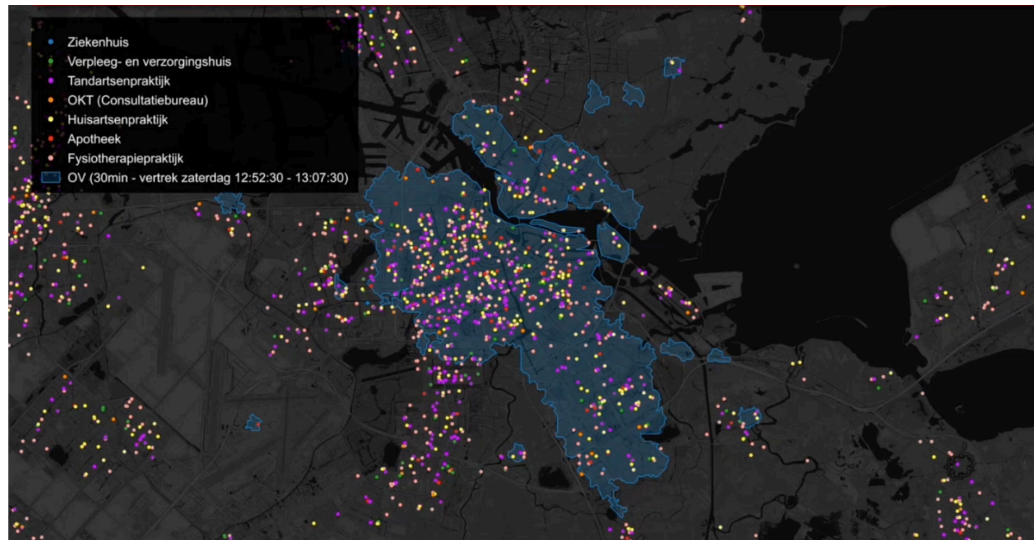 Ziekenhuis
Verpleeg- en verzorgingshuis
Tandartsenpraktijk
OKT (Consultatiebureau)
Huisartsenpraktijk
Apotheek
Fysiotherapiepraktijk
OV (30min - vertrek zaterdag 12:52:30 - 13:07:30)